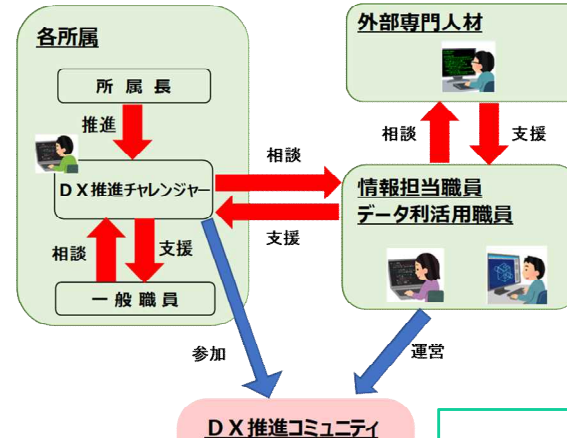 各所属
所属長
推進
DX推進チャレンジャー
相談
支援
一般職員
相談
支援
外部専門人材
相談
支援
情報担当職員
データ利活用職員
参加
運営
DX推進コミュニティ